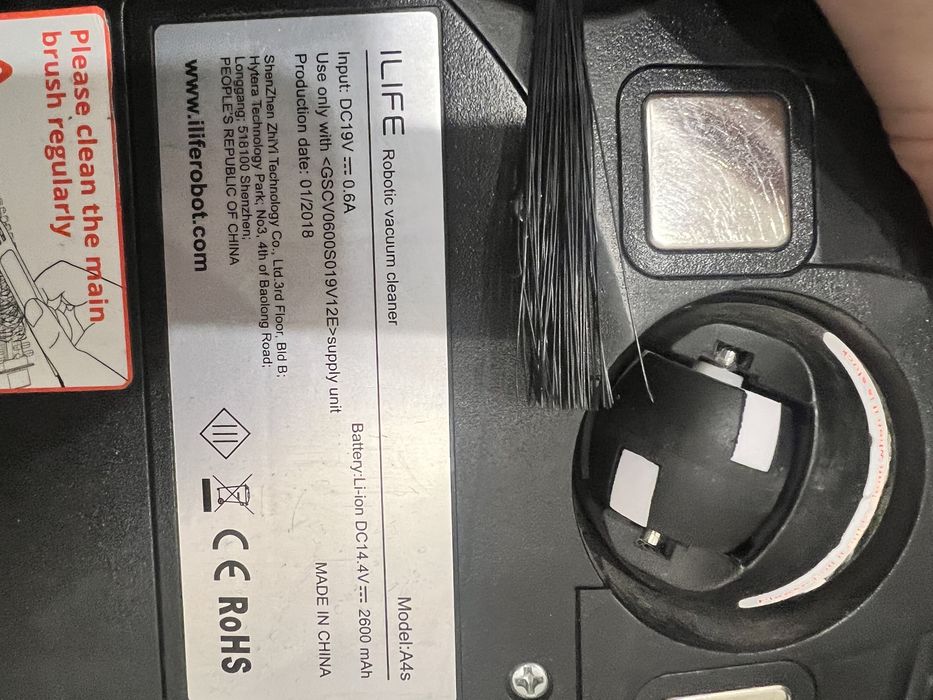 ILIFE Robotic vacuum cleaner Model:A4s
Input: DC19V⎓0.6A Battery:Li-ion DC14.4V⎓ 2600 mAh
Use only with <GSCV0600S019V12E>supply unit
Production date: 01/2018 MADE IN CHINA
ShenZhen ZhiYi Technology Co., Ltd.3rd Floor, Bld B;
Hytera Technology Park; No3, 4th of Baolong Road;
Longgang; 518100 Shenzhen;
PEOPLE'S REPUBLIC OF CHINA
www.iliferobot.com
CE RoHS
Please clean the main
brush regularly